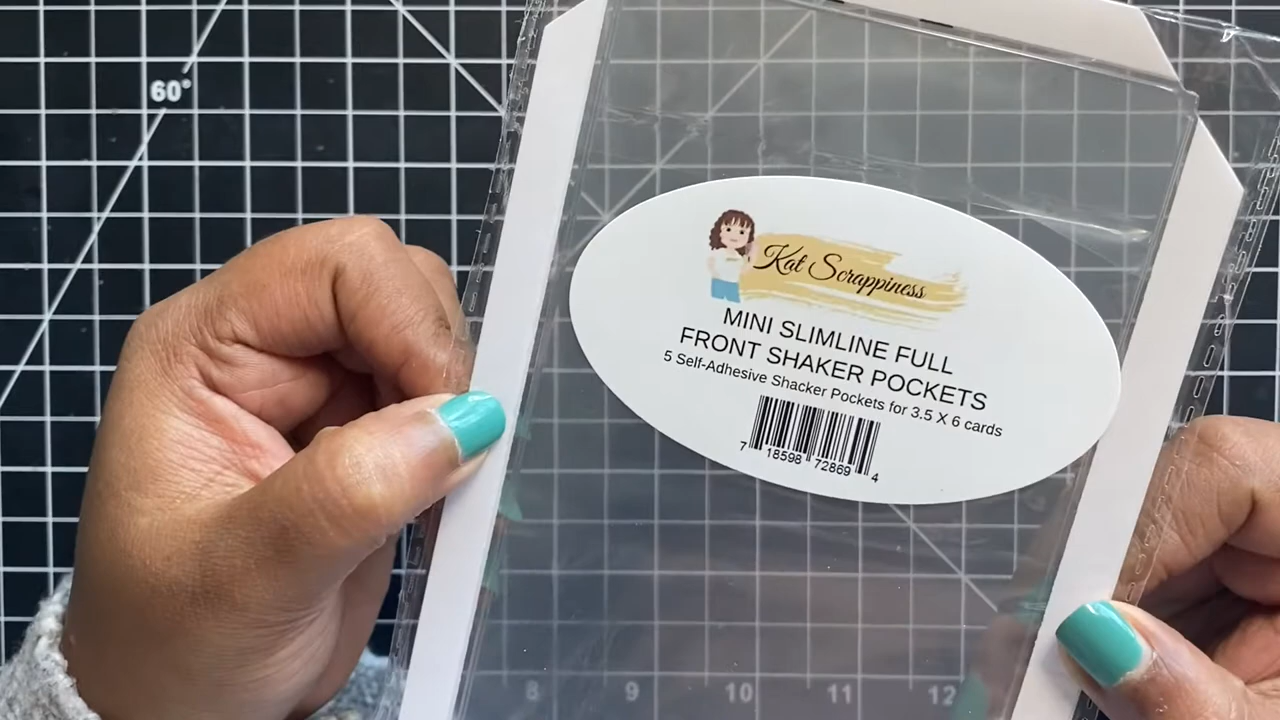 60°
Kat Scrappiness
MINI SLIMLINE FULL
FRONT SHAKER POCKETS
5 Self-Adhesive Shacker Pockets for 3.5 X 6 cards
7 18598 72869 4
8 9 10 11 12